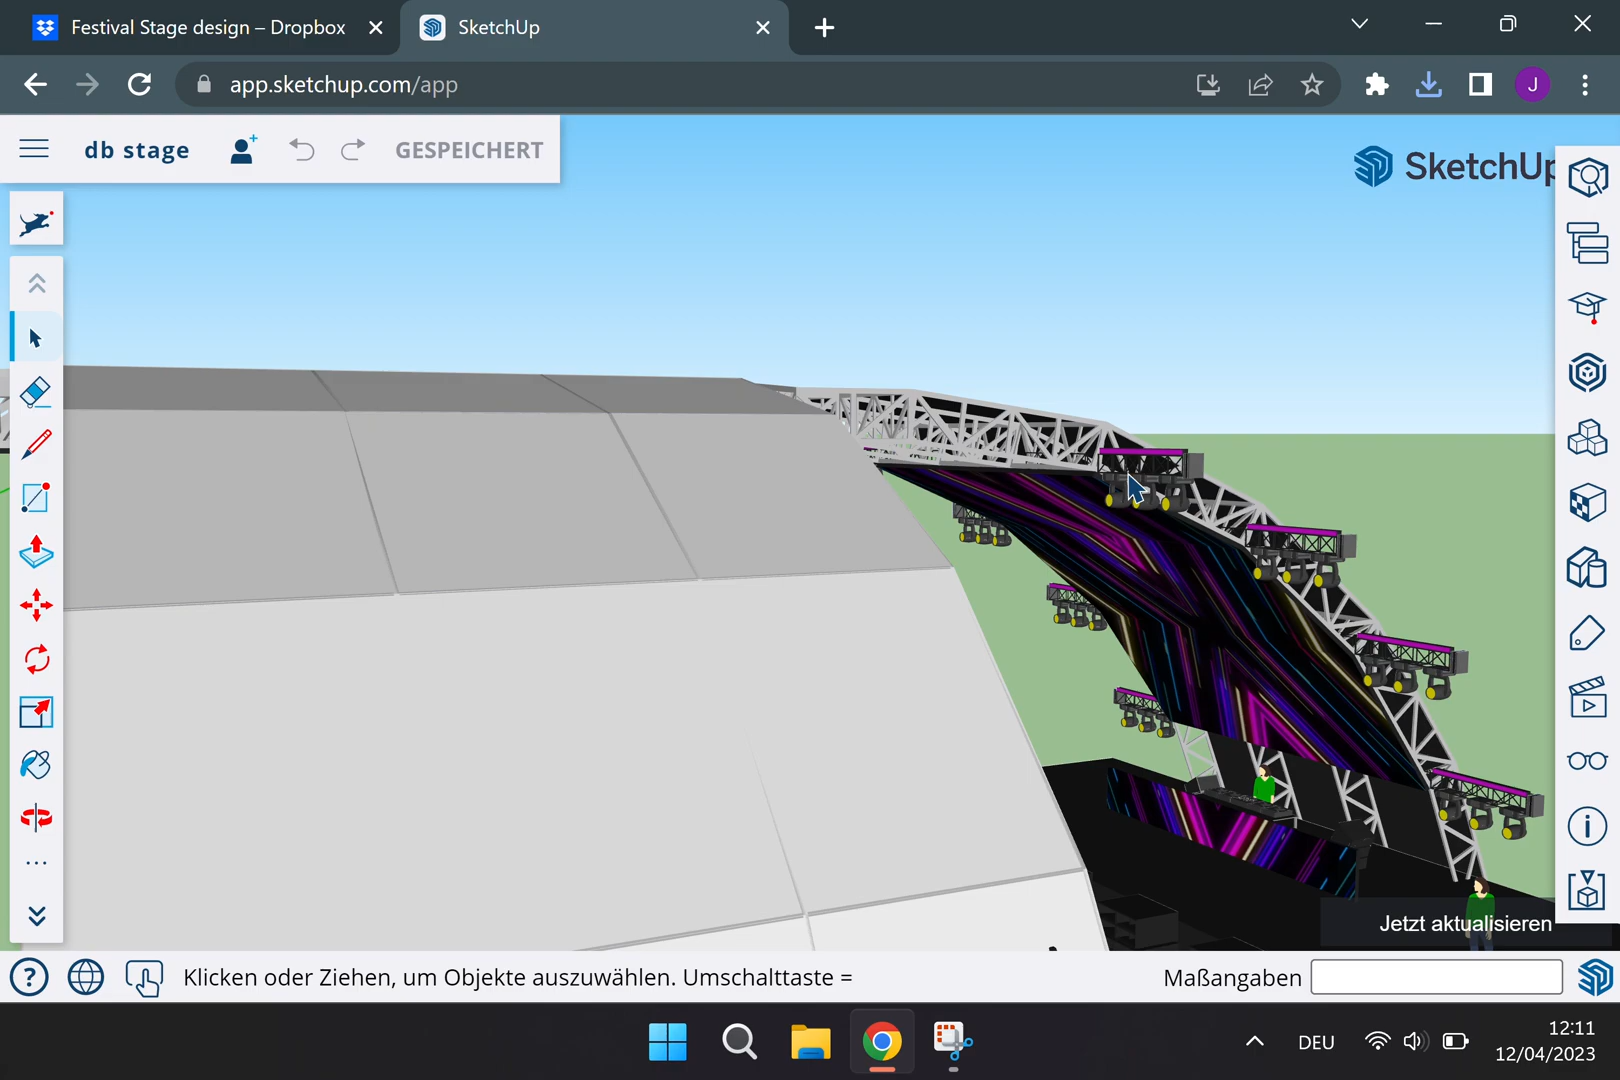 Festival Stage design – Dropbox
SketchUp
app.sketchup.com/app
J
db stage
GESPEICHERT
SketchUp
Jetzt aktualisieren
Klicken oder Ziehen, um Objekte auszuwählen. Umschalttaste =
Maßangaben
DEU
12:11
12/04/2023